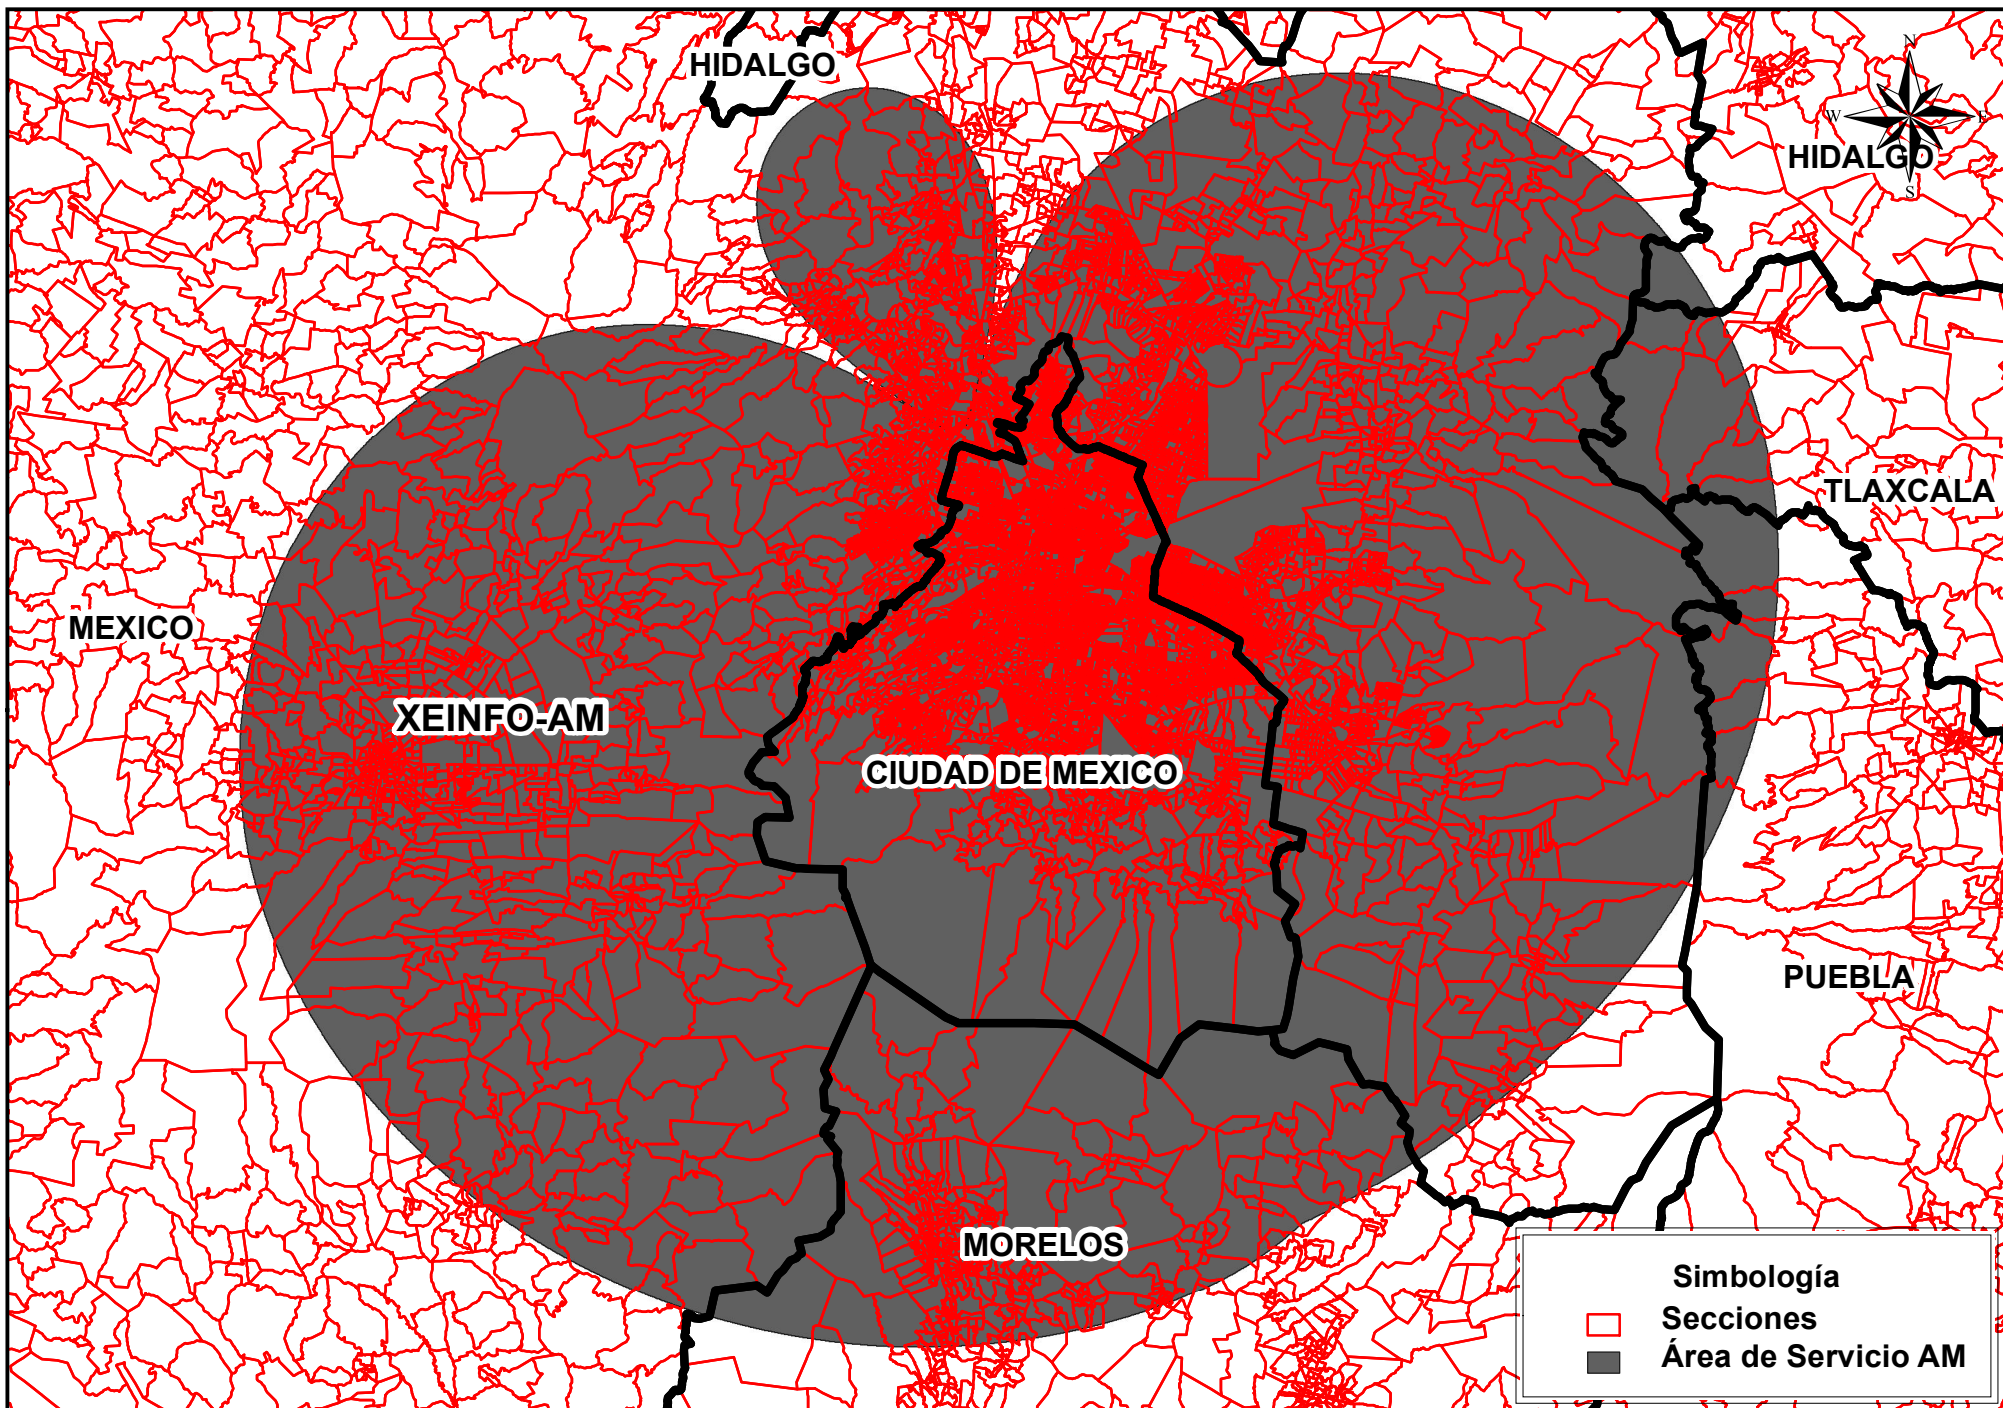 HIDALGO
N
W
E
S
HIDALGO
TLAXCALA
MEXICO
XEINFO-AM
CIUDAD DE MEXICO
PUEBLA
MORELOS
Simbología
Secciones
Área de Servicio AM